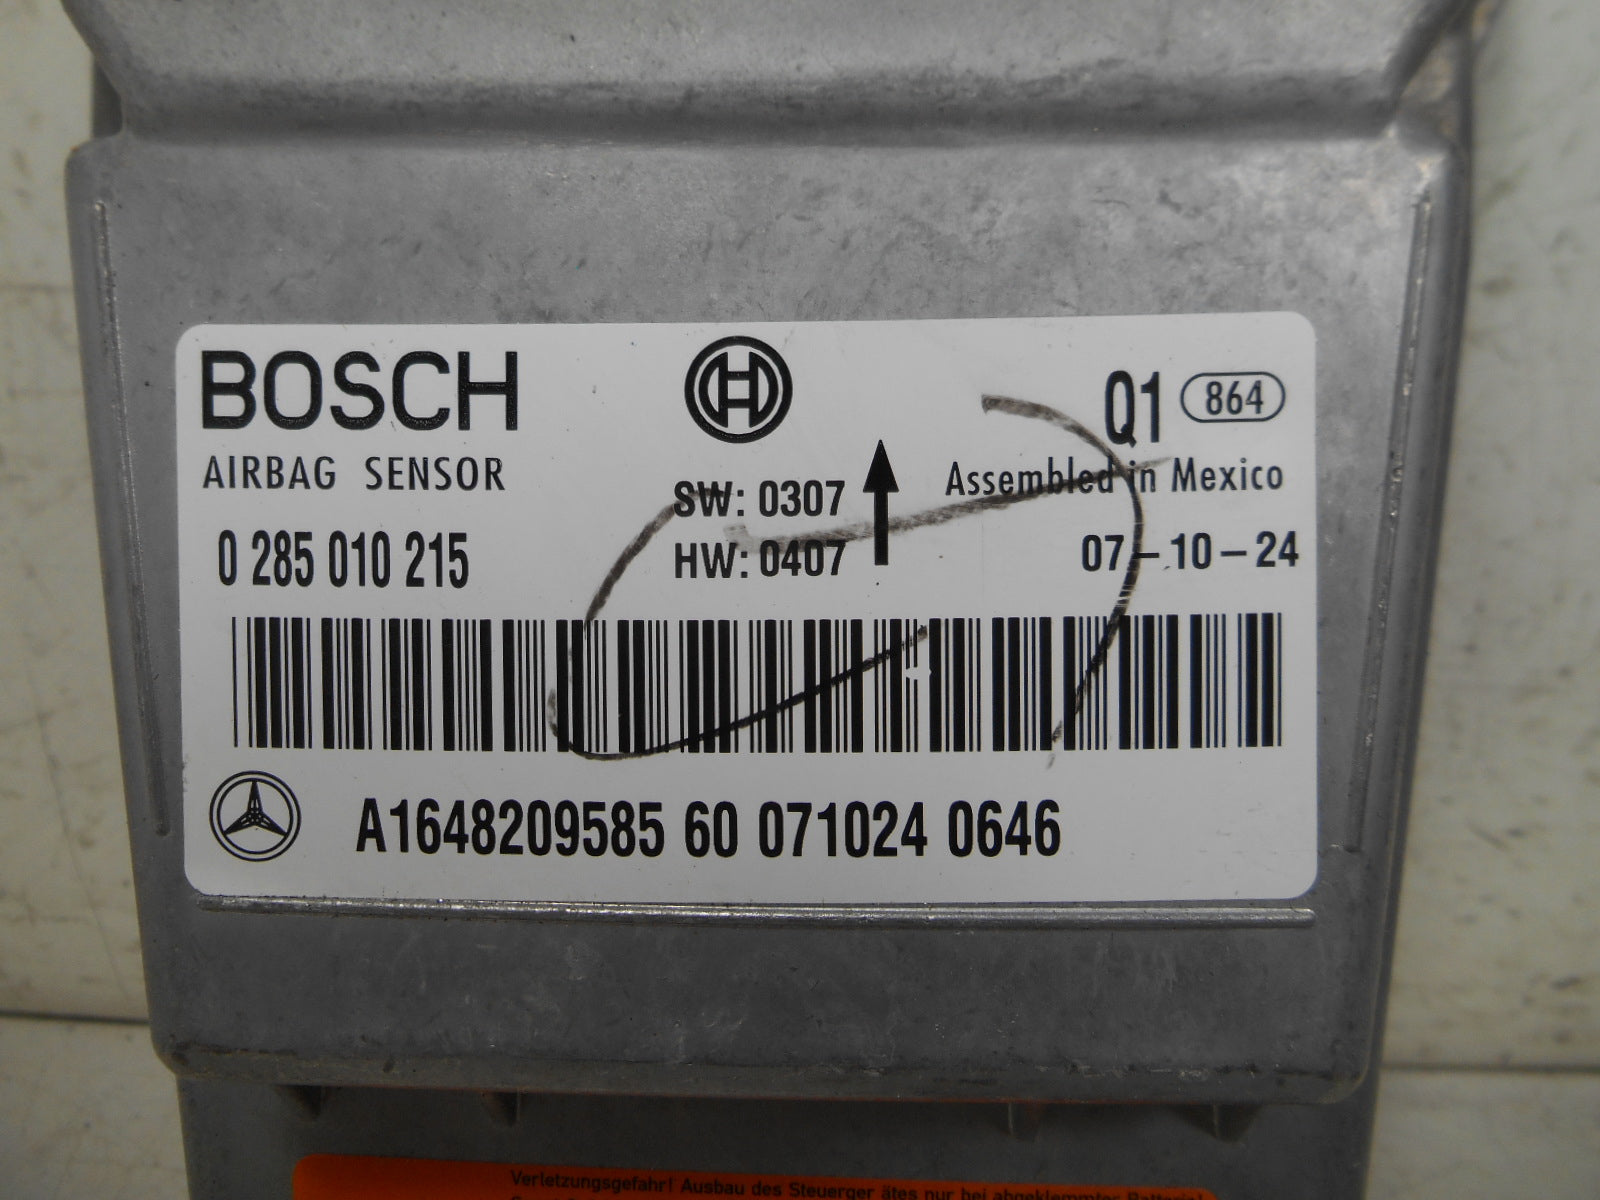 BOSCH
Q1 864
AIRBAG SENSOR
SW: 0307
Assembled in Mexico
0 285 010 215
HW: 0407
07-10-24
A1648209585 60 071024 0646
Verletzungsgefahr! Ausbau des Steuerger ätes nur bei abgeklemmter